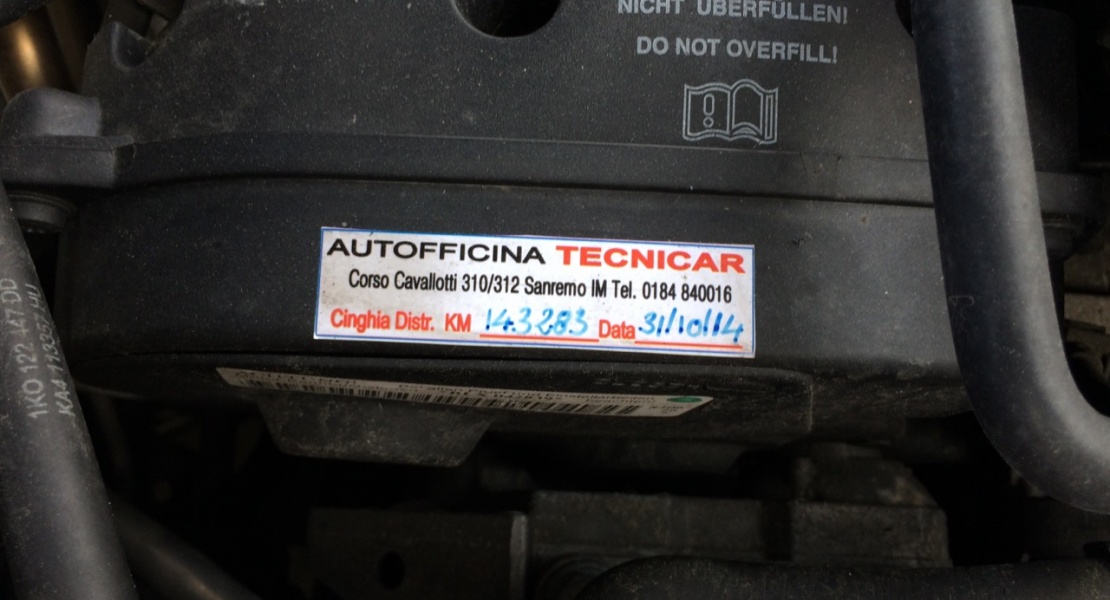 NICHT ÜBERFÜLLEN!
DO NOT OVERFILL!
AUTOFFICINA TECNICAR
Corso Cavallotti 310/312 Sanremo IM Tel. 0184 840016
Cinghia Distr. KM 143283 Data 31/10/14
1K0 122 147 DD